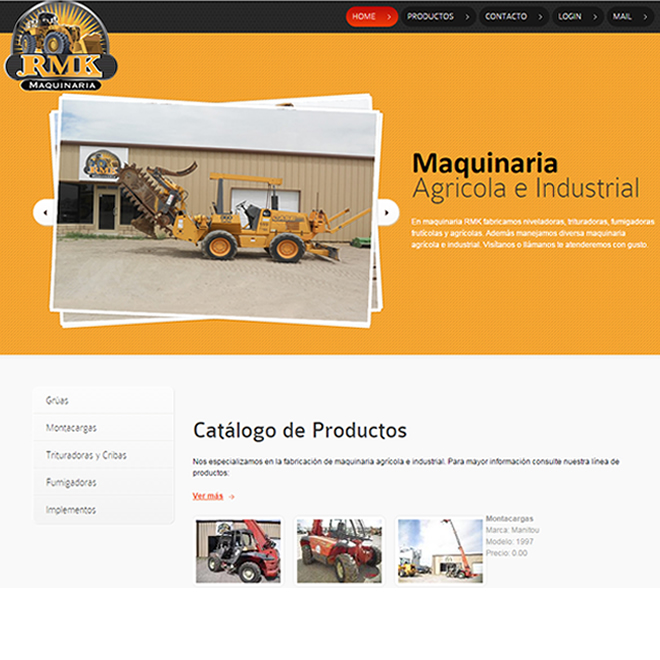 HOME
PRODUCTOS
CONTACTO
LOGIN
MAIL
RMK
MAQUINARIA
Maquinaria
Agricola e Industrial
En maquinaria RMK fabricamos niveladoras, trituradoras, fumigadoras
frutícolas y agrícolas. Además manejamos diversa maquinaria
agrícola e industrial. Visítanos o llámanos te atenderemos con gusto.
Grúas
Montacargas
Trituradoras y Cribas
Fumigadoras
Implementos
Catálogo de Productos
Nos especializamos en la fabricación de maquinaria agrícola e industrial. Para mayor información consulte nuestra línea de
productos:
Ver más
Montacargas
Marca: Manitou
Modelo: 1997
Precio: 0.00